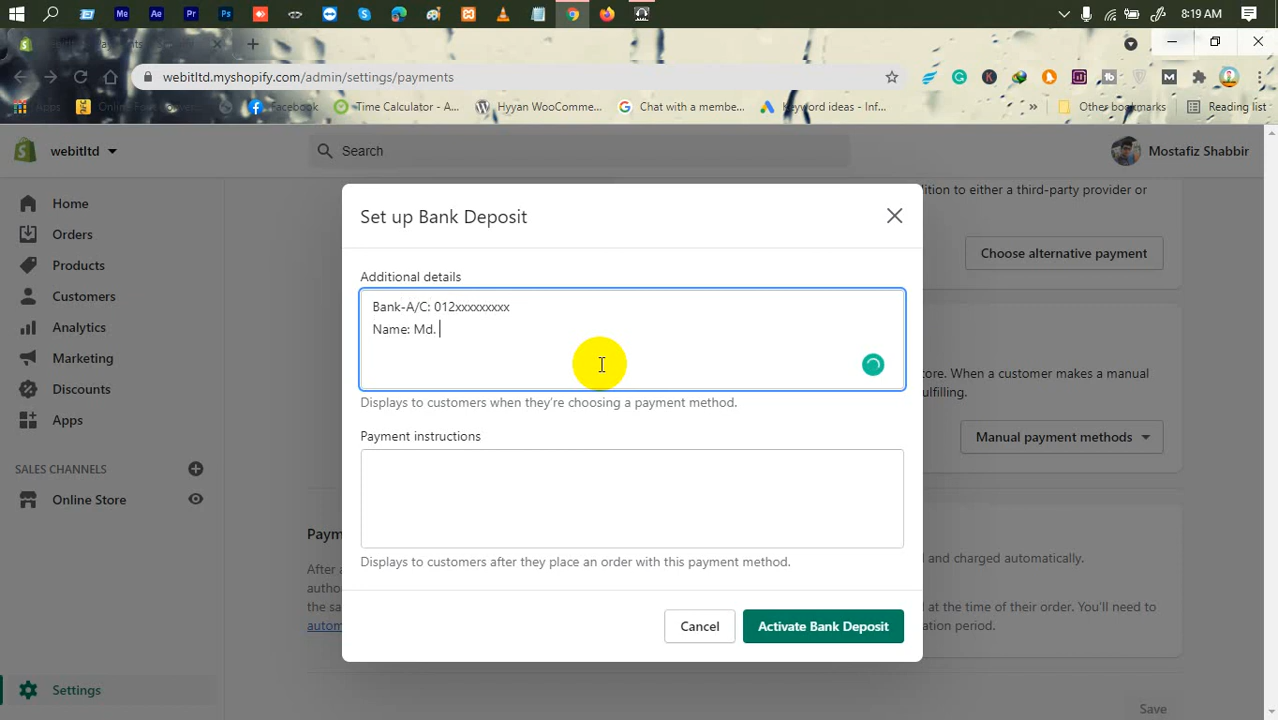 8:19 AM
webitltd.myshopify.com/admin/settings/payments
Apps
Facebook
Time Calculator - A...
Hyyan WooComme...
Chat with a membe...
Keyword ideas - Inf...
Other bookmarks
Reading list
webitltd
Search
Mostafiz Shabbir
Home
Orders
Products
Customers
Analytics
Marketing
Discounts
Apps
SALES CHANNELS
Online Store
Settings
dition to either a third-party provider or
Choose alternative payment
Set up Bank Deposit
Additional details
Bank-A/C: 012xxxxxxxxx
Name: Md.
Displays to customers when they're choosing a payment method.
Payment instructions
Displays to customers after they place an order with this payment method.
Cancel
Activate Bank Deposit
tore. When a customer makes a manual
fulfilling.
Manual payment methods
Paym
After a
autho
the sa
autom
d and charged automatically.
d at the time of their order. You'll need to
ation period.
Save